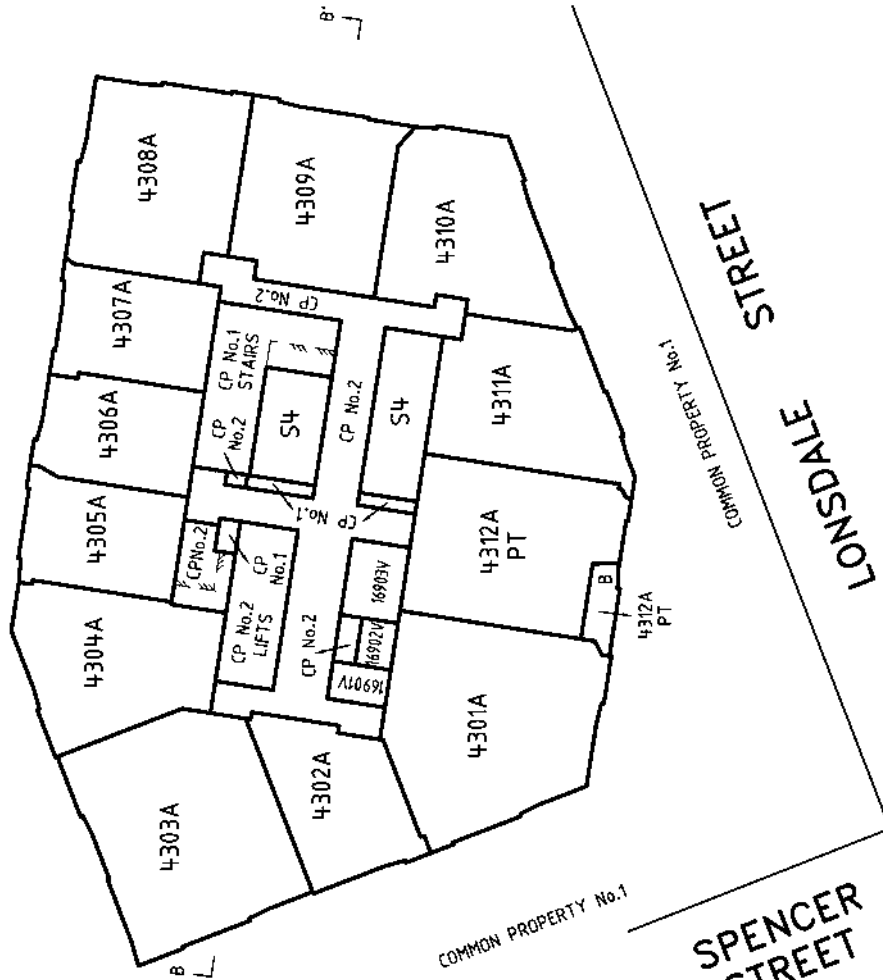 B'
4308A
4309A
4310A
4307A
CP No.2
CP No.1
STAIRS
4306A
CP
No.2
S4
CP No.2
S4
4311A
4305A
CP No.1
CPNo.2
CP
No.1
4312A
PT
16903V
4304A
CP No.2
LIFTS
CP No.2
16902V
16901V
B
4312A
PT
4301A
4302A
4303A
B
COMMON PROPERTY No.1
COMMON PROPERTY No.1
LONSDALE STREET
SPENCER
STREET